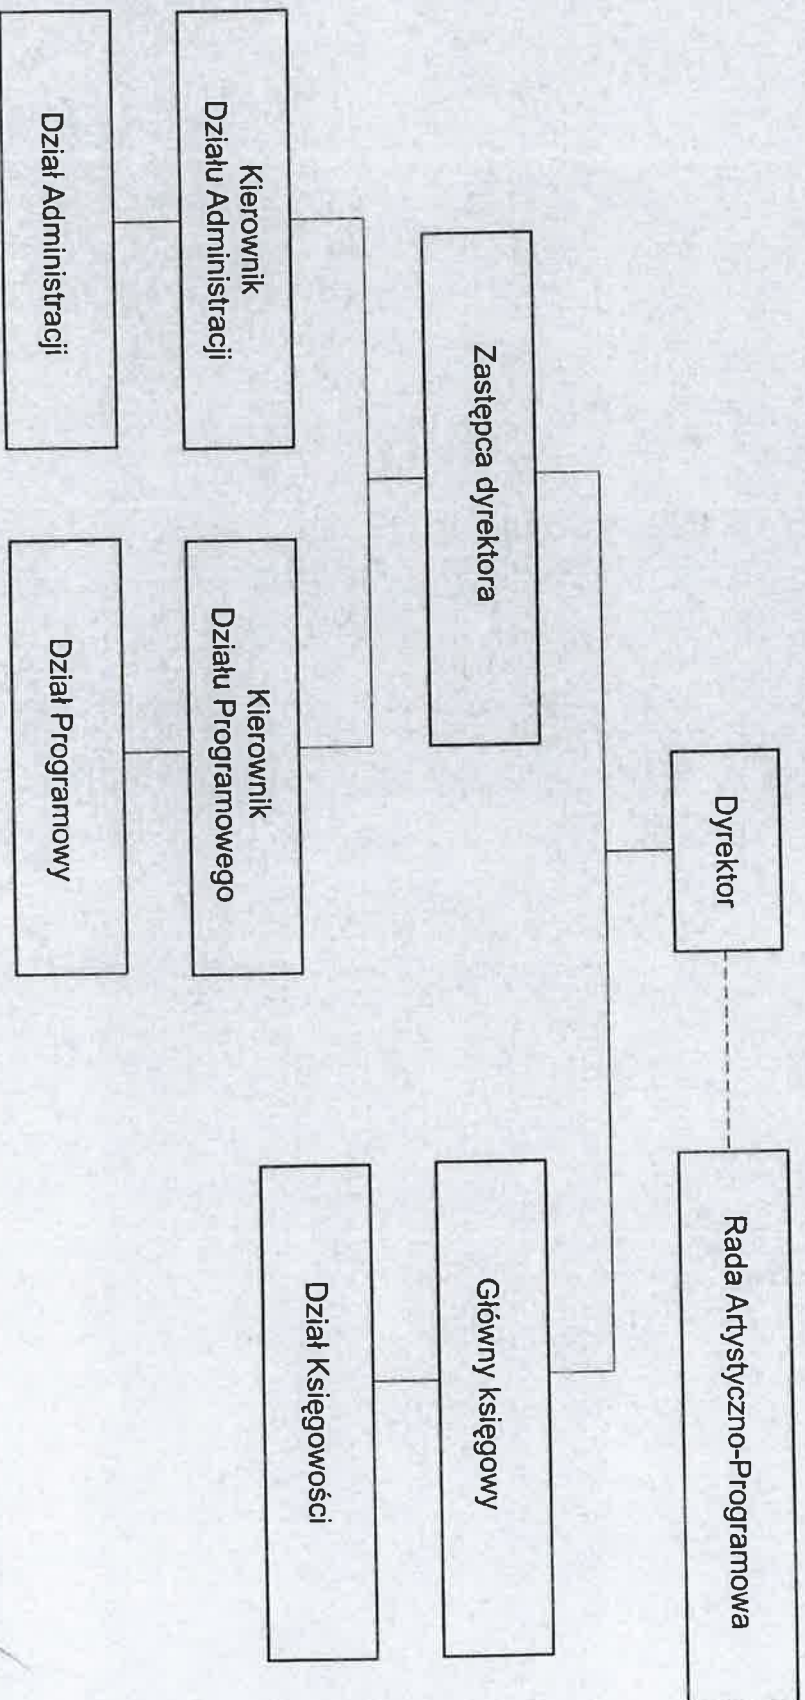 Dyrektor
Rada Artystyczno-Programowa
Zastępca dyrektora
Główny księgowy
Kierownik
Działu Administracji
Kierownik
Działu Programowego
Dział Księgowości
Dział Administracji
Dział Programowy